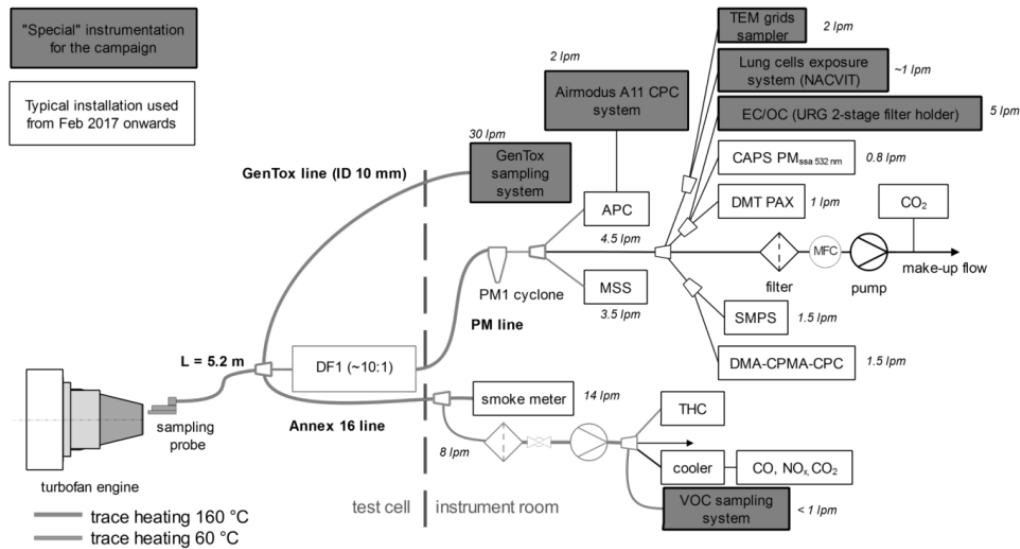 "Special" instrumentation
for the campaign
Typical installation used
from Feb 2017 onwards
TEM grids
sampler
2 lpm
Lung cells exposure
system (NACVIT)
~1 lpm
EC/OC (URG 2-stage filter holder)
5 lpm
CAPS PMssa 532 nm
0.8 lpm
DMT PAX
1 lpm
2 lpm
Airmodus A11 CPC
system
30 lpm
GenTox
sampling
system
GenTox line (ID 10 mm)
APC
4.5 lpm
MSS
3.5 lpm
PM1 cyclone
PM line
CO2
MFC
filter
pump
make-up flow
SMPS
1.5 lpm
DMA-CPMA-CPC
1.5 lpm
L = 5.2 m
DF1 (~10:1)
Annex 16 line
sampling
probe
turbofan engine
smoke meter
14 lpm
8 lpm
THC
cooler
CO, NOx, CO2
VOC sampling
system
< 1 lpm
test cell
instrument room
trace heating 160 °C
trace heating 60 °C